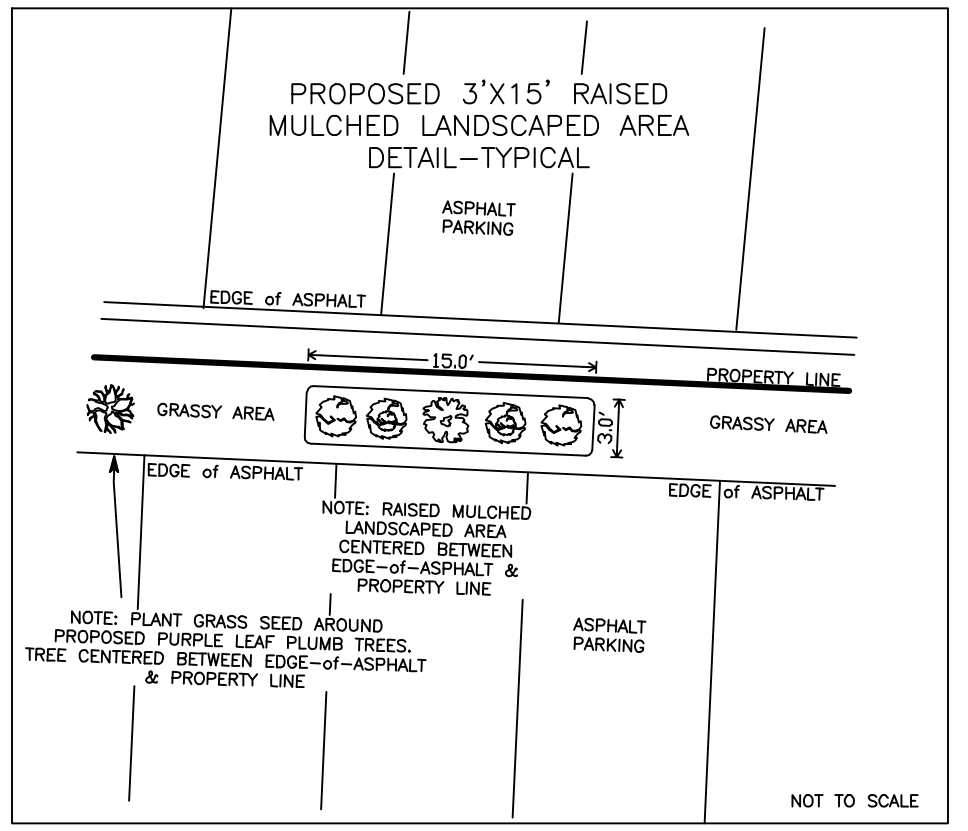 PROPOSED 3'X15' RAISED
MULCHED LANDSCAPED AREA
DETAIL-TYPICAL
ASPHALT
PARKING
EDGE of ASPHALT
15.0'
PROPERTY LINE
GRASSY AREA
3.0'
GRASSY AREA
EDGE of ASPHALT
EDGE of ASPHALT
NOTE: RAISED MULCHED
LANDSCAPED AREA
CENTERED BETWEEN
EDGE-of-ASPHALT &
PROPERTY LINE
NOTE: PLANT GRASS SEED AROUND
PROPOSED PURPLE LEAF PLUMB TREES.
TREE CENTERED BETWEEN EDGE-of-ASPHALT
& PROPERTY LINE
ASPHALT
PARKING
NOT TO SCALE